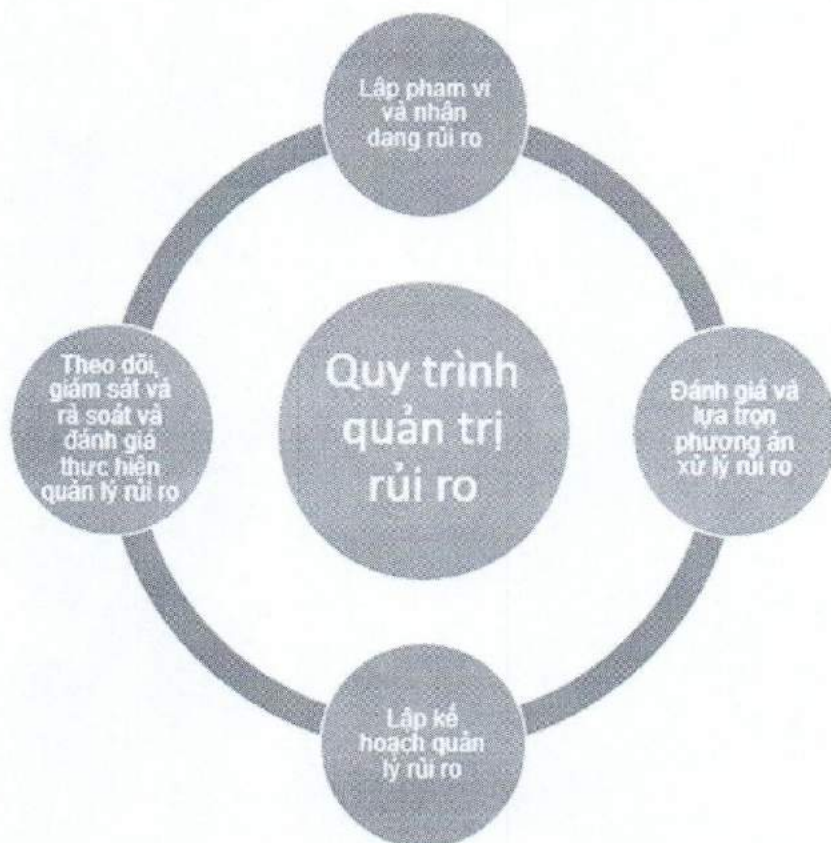 Lập phạm vi
và nhận
dạng rủi ro
Quy trình
quản trị
rủi ro
Theo dõi,
giám sát và
rà soát và
đánh giá
thực hiện
quản lý rủi ro
Đánh giá và
lựa trọn
phương án
xử lý rủi ro
Lập kế
hoạch quản
lý rủi ro